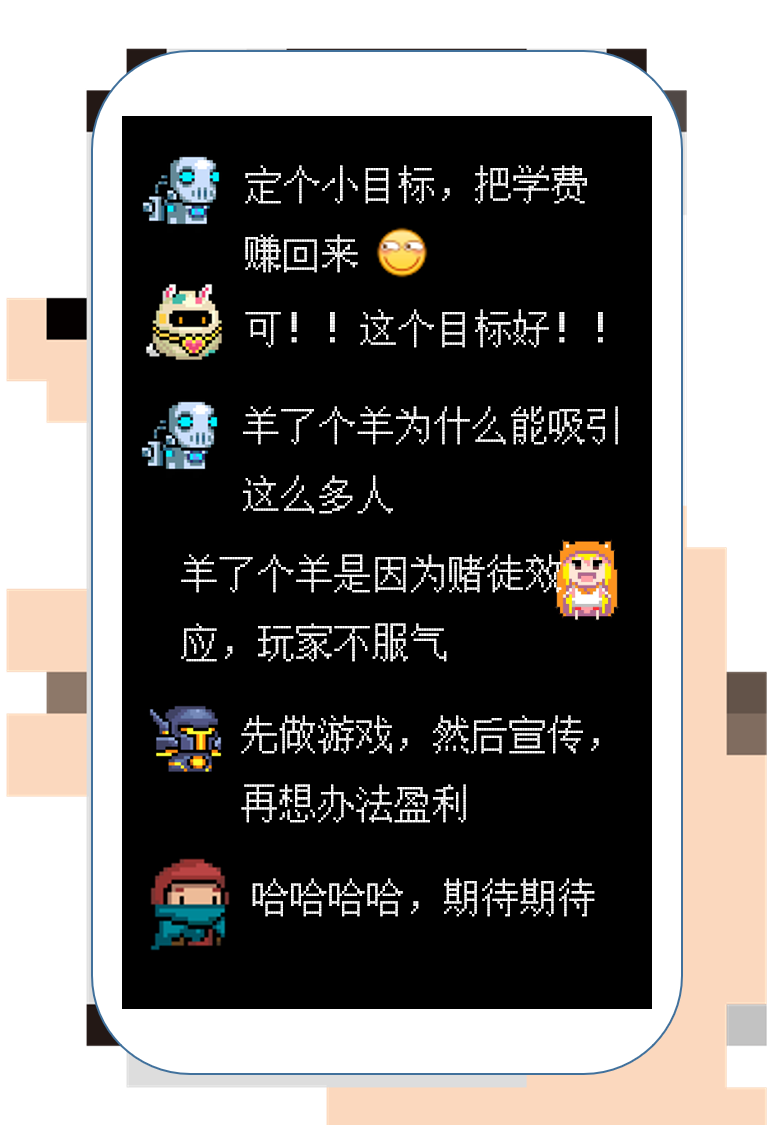 定个小目标，把学费
赚回来
可！！这个目标好！！
羊了个羊为什么能吸引
这么多人
羊了个羊是因为赌徒效
应，玩家不服气
先做游戏，然后宣传，
再想办法盈利
哈哈哈哈，期待期待